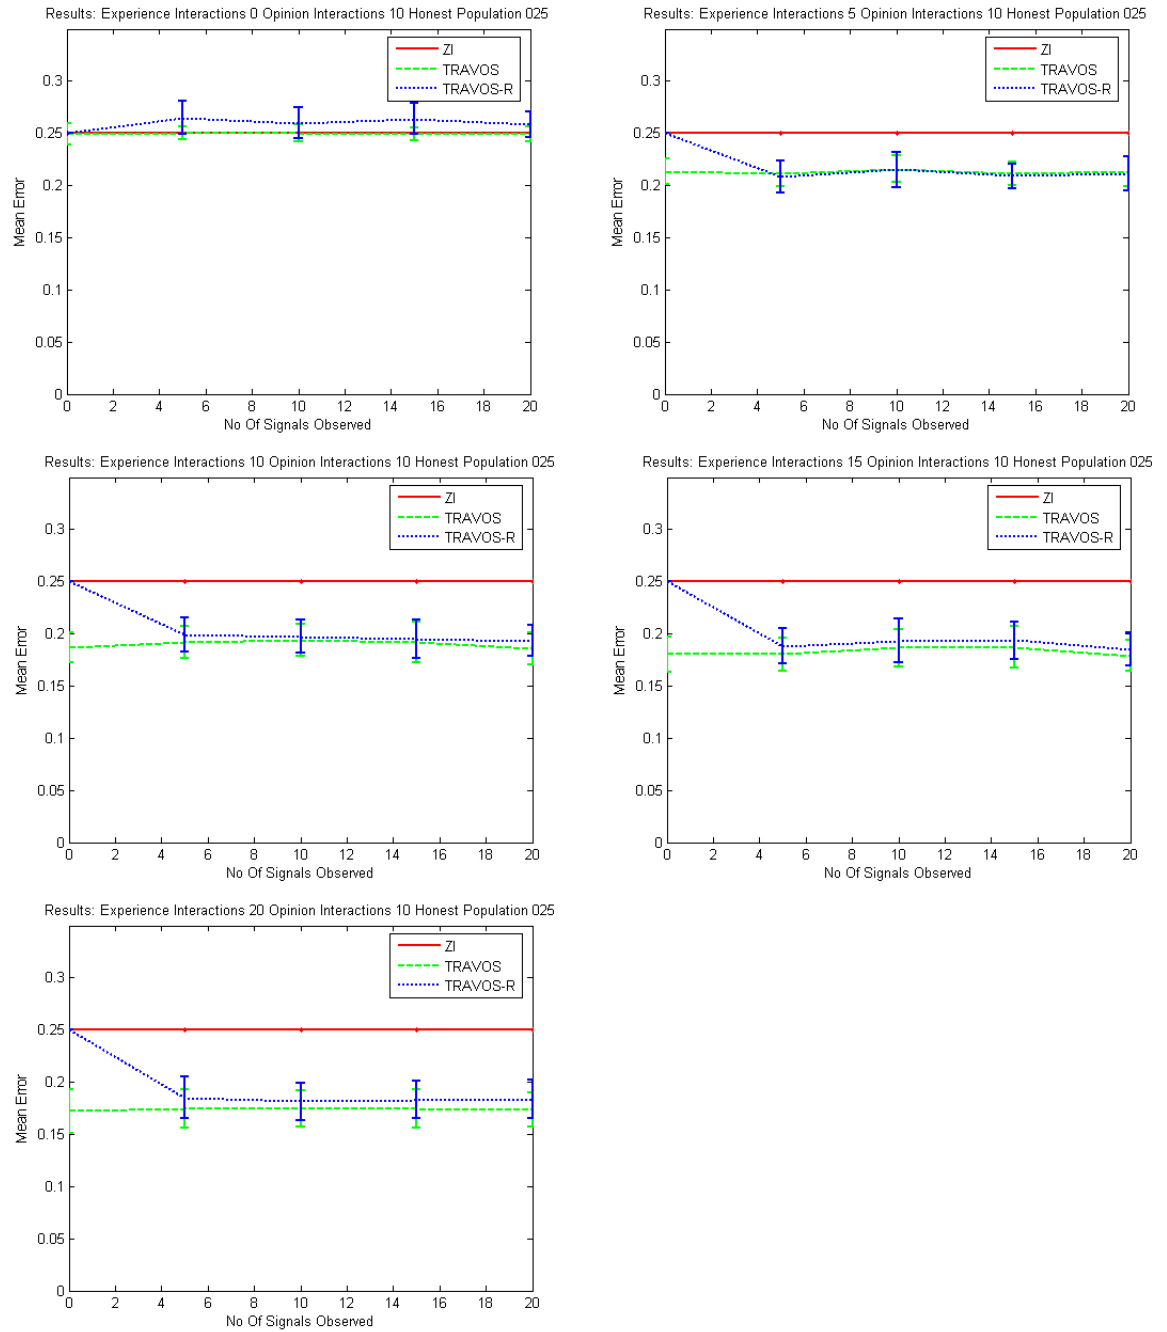 Results: Experience Interactions 0 Opinion Interactions 10 Honest Population 025
ZI
TRAVOS
TRAVOS-R
0.3
0.25
0.2
0.15
0.1
0.05
0
Mean Error
0 2 4 6 8 10 12 14 16 18 20
No Of Signals Observed
Results: Experience Interactions 5 Opinion Interactions 10 Honest Population 025
ZI
TRAVOS
TRAVOS-R
0.3
0.25
0.2
0.15
0.1
0.05
0
Mean Error
0 2 4 6 8 10 12 14 16 18 20
No Of Signals Observed
Results: Experience Interactions 10 Opinion Interactions 10 Honest Population 025
ZI
TRAVOS
TRAVOS-R
0.3
0.25
0.2
0.15
0.1
0.05
0
Mean Error
0 2 4 6 8 10 12 14 16 18 20
No Of Signals Observed
Results: Experience Interactions 15 Opinion Interactions 10 Honest Population 025
ZI
TRAVOS
TRAVOS-R
0.3
0.25
0.2
0.15
0.1
0.05
0
Mean Error
0 2 4 6 8 10 12 14 16 18 20
No Of Signals Observed
Results: Experience Interactions 20 Opinion Interactions 10 Honest Population 025
ZI
TRAVOS
TRAVOS-R
0.3
0.25
0.2
0.15
0.1
0.05
0
Mean Error
0 2 4 6 8 10 12 14 16 18 20
No Of Signals Observed